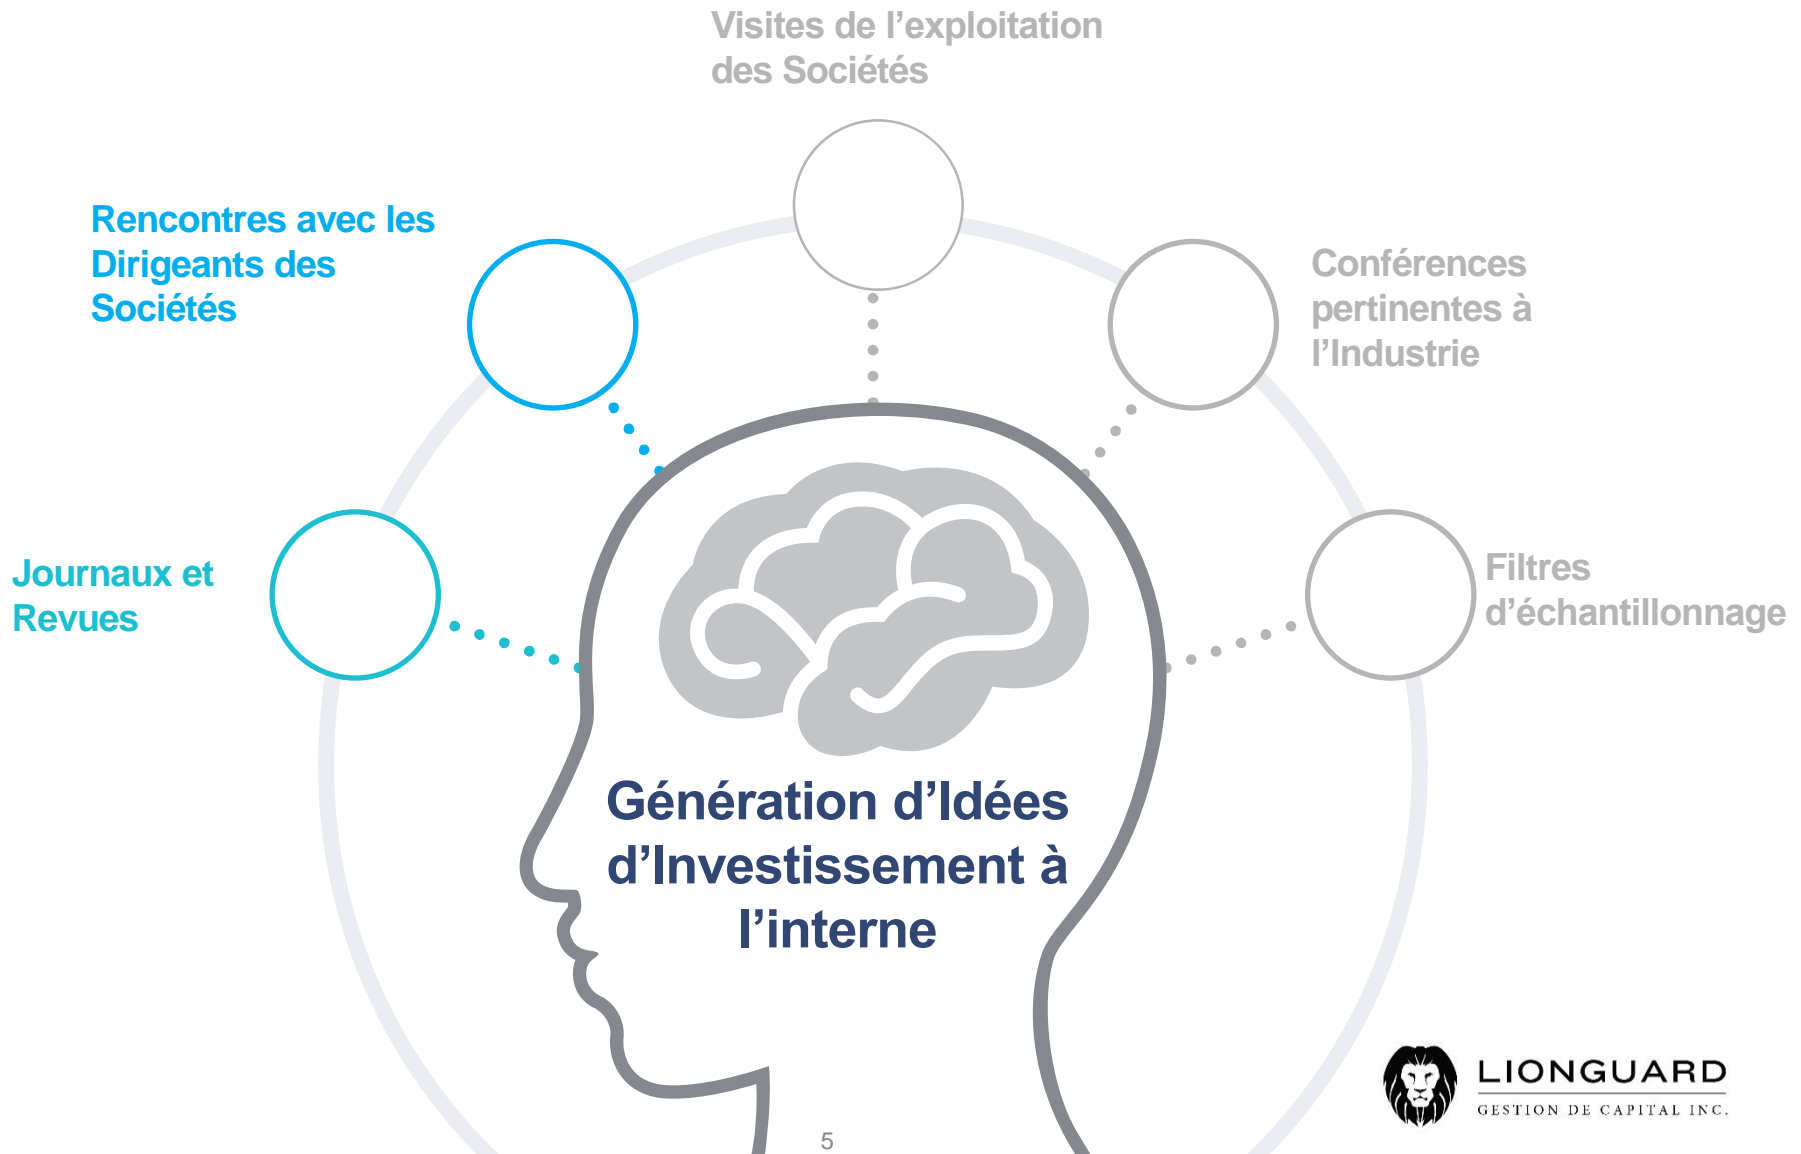 Visites de l’exploitation
des Sociétés
Rencontres avec les
Dirigeants des
Sociétés
Conférences
pertinentes à
l’Industrie
Journaux et
Revues
Filtres
d’échantillonnage
Génération d’Idées
d’Investissement à
l’interne
LIONGUARD
GESTION DE CAPITAL INC.
5